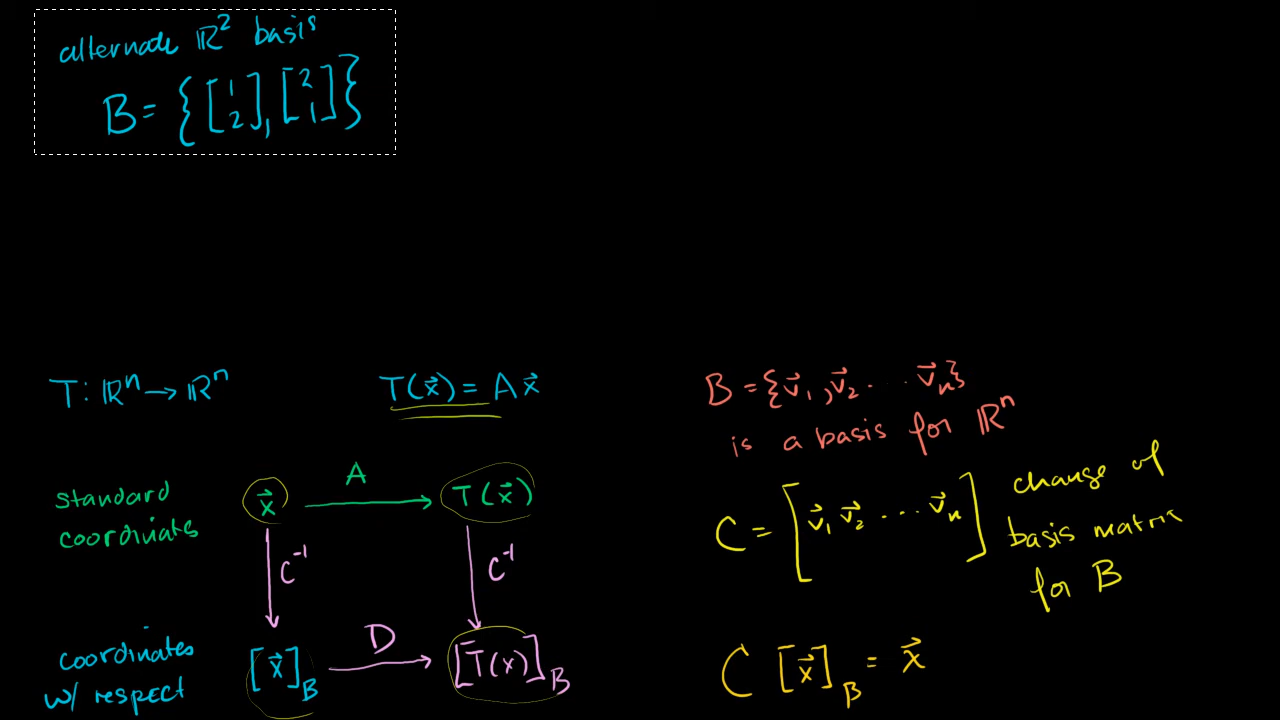 alternate ℝ² basis
B = {[1 2], [2 1]}
T: ℝⁿ → ℝⁿ
T(x⃗) = Ax⃗
B = {v⃗₁, v⃗₂ ... v⃗ₙ}
is a basis for ℝⁿ
standard
coordinates
x⃗
A
T(x⃗)
C = [v⃗₁ v⃗₂ ... v⃗ₙ]
change of
basis matrix
for B
C⁻¹
C⁻¹
coordinates
w/ respect
[x⃗]_B
D
[T(x)]_B
C [x⃗]_B = x⃗